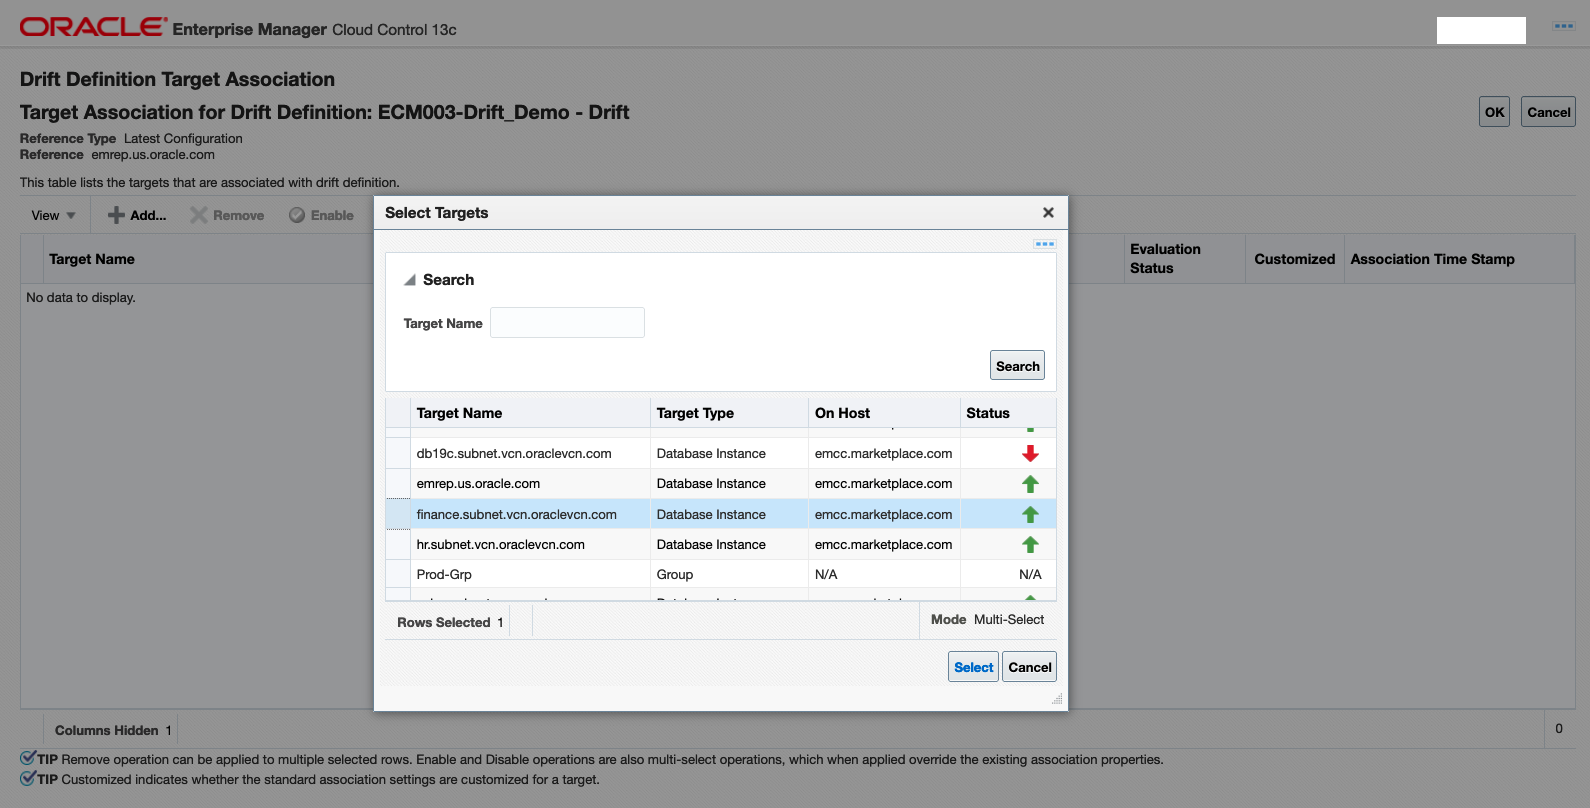 ORACLE Enterprise Manager Cloud Control 13c
Drift Definition Target Association
Target Association for Drift Definition: ECM003-Drift_Demo - Drift
OK Cancel
Reference Type Latest Configuration
Reference emrep.us.oracle.com
This table lists the targets that are associated with drift definition.
View Add... Remove Enable
Target Name Evaluation Status Customized Association Time Stamp
No data to display.
Select Targets
Search
Target Name
Search
Target Name Target Type On Host Status
db19c.subnet.vcn.oraclevcn.com Database Instance emcc.marketplace.com
emrep.us.oracle.com Database Instance emcc.marketplace.com
finance.subnet.vcn.oraclevcn.com Database Instance emcc.marketplace.com
hr.subnet.vcn.oraclevcn.com Database Instance emcc.marketplace.com
Prod-Grp Group N/A N/A
Rows Selected 1 Mode Multi-Select
Select Cancel
Columns Hidden 1 0
TIP Remove operation can be applied to multiple selected rows. Enable and Disable operations are also multi-select operations, which when applied override the existing association properties.
TIP Customized indicates whether the standard association settings are customized for a target.